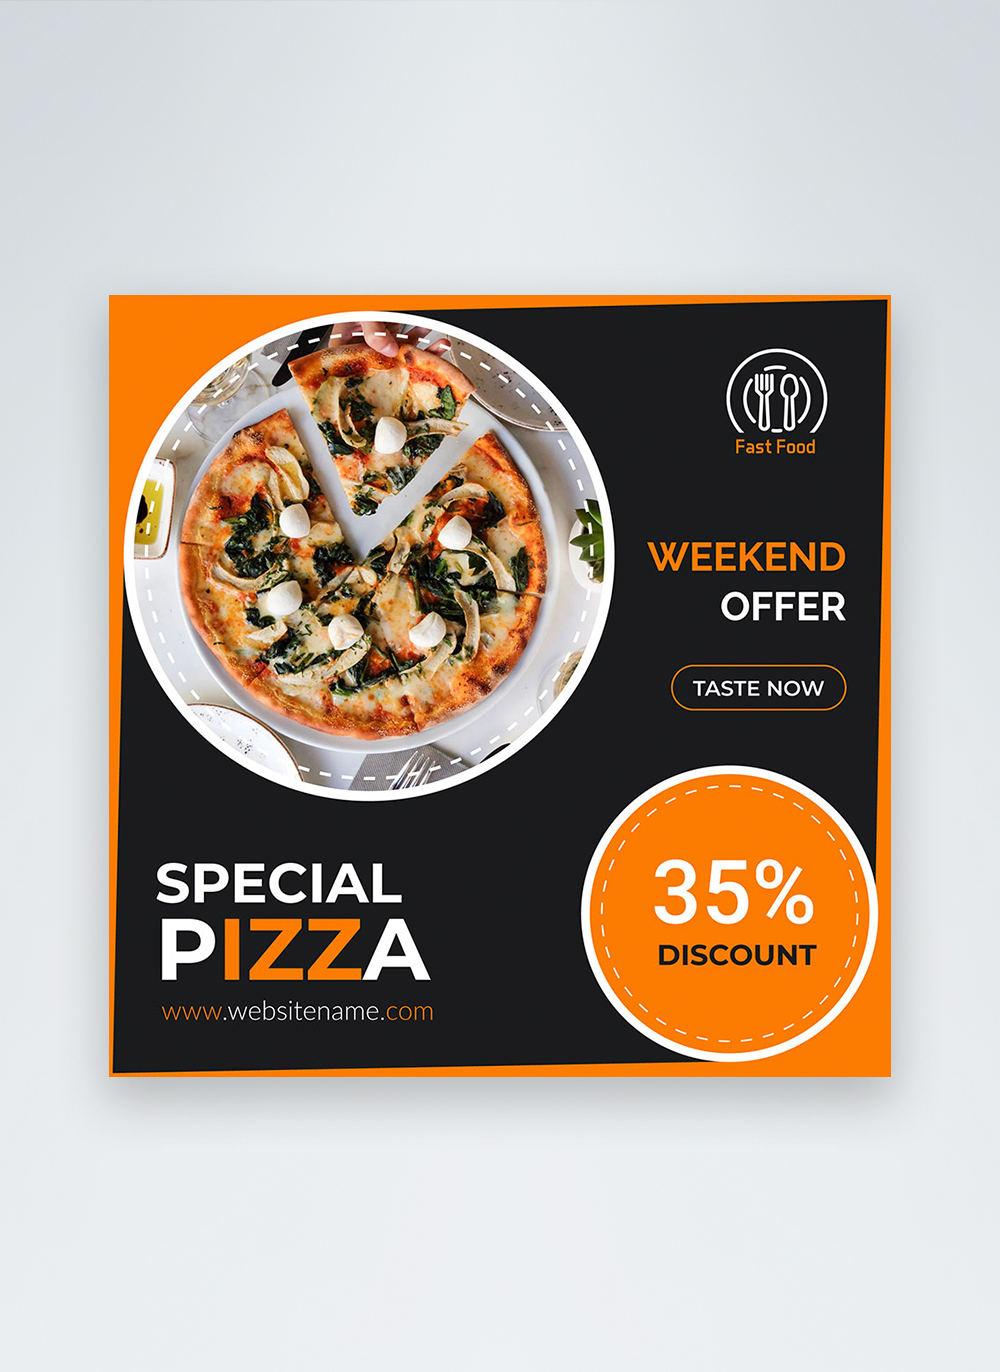 Fast Food
WEEKEND
OFFER
TASTE NOW
SPECIAL
PIZZA
www.websitename.com
35%
DISCOUNT